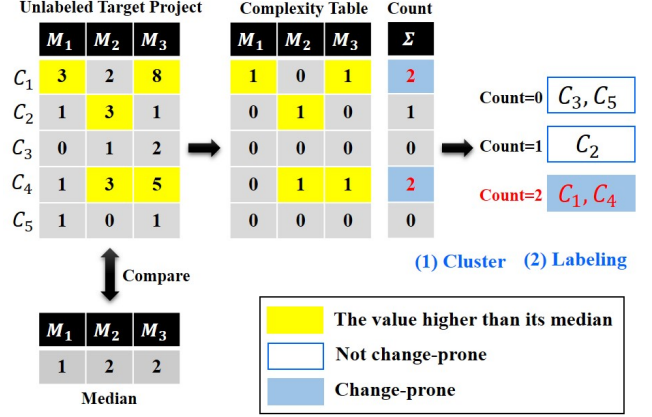 Unlabeled Target Project Complexity Table Count
M₁ M₂ M₃ M₁ M₂ M₃ Σ
C₁ 3 2 8 1 0 1 2
C₂ 1 3 1 0 1 0 1
C₃ 0 1 2 0 0 0 0
C₄ 1 3 5 0 1 1 2
C₅ 1 0 1 0 0 0 0
Count=0 C₃, C₅
Count=1 C₂
Count=2 C₁, C₄
(1) Cluster (2) Labeling
Compare
M₁ M₂ M₃
1 2 2
Median
The value higher than its median
Not change-prone
Change-prone